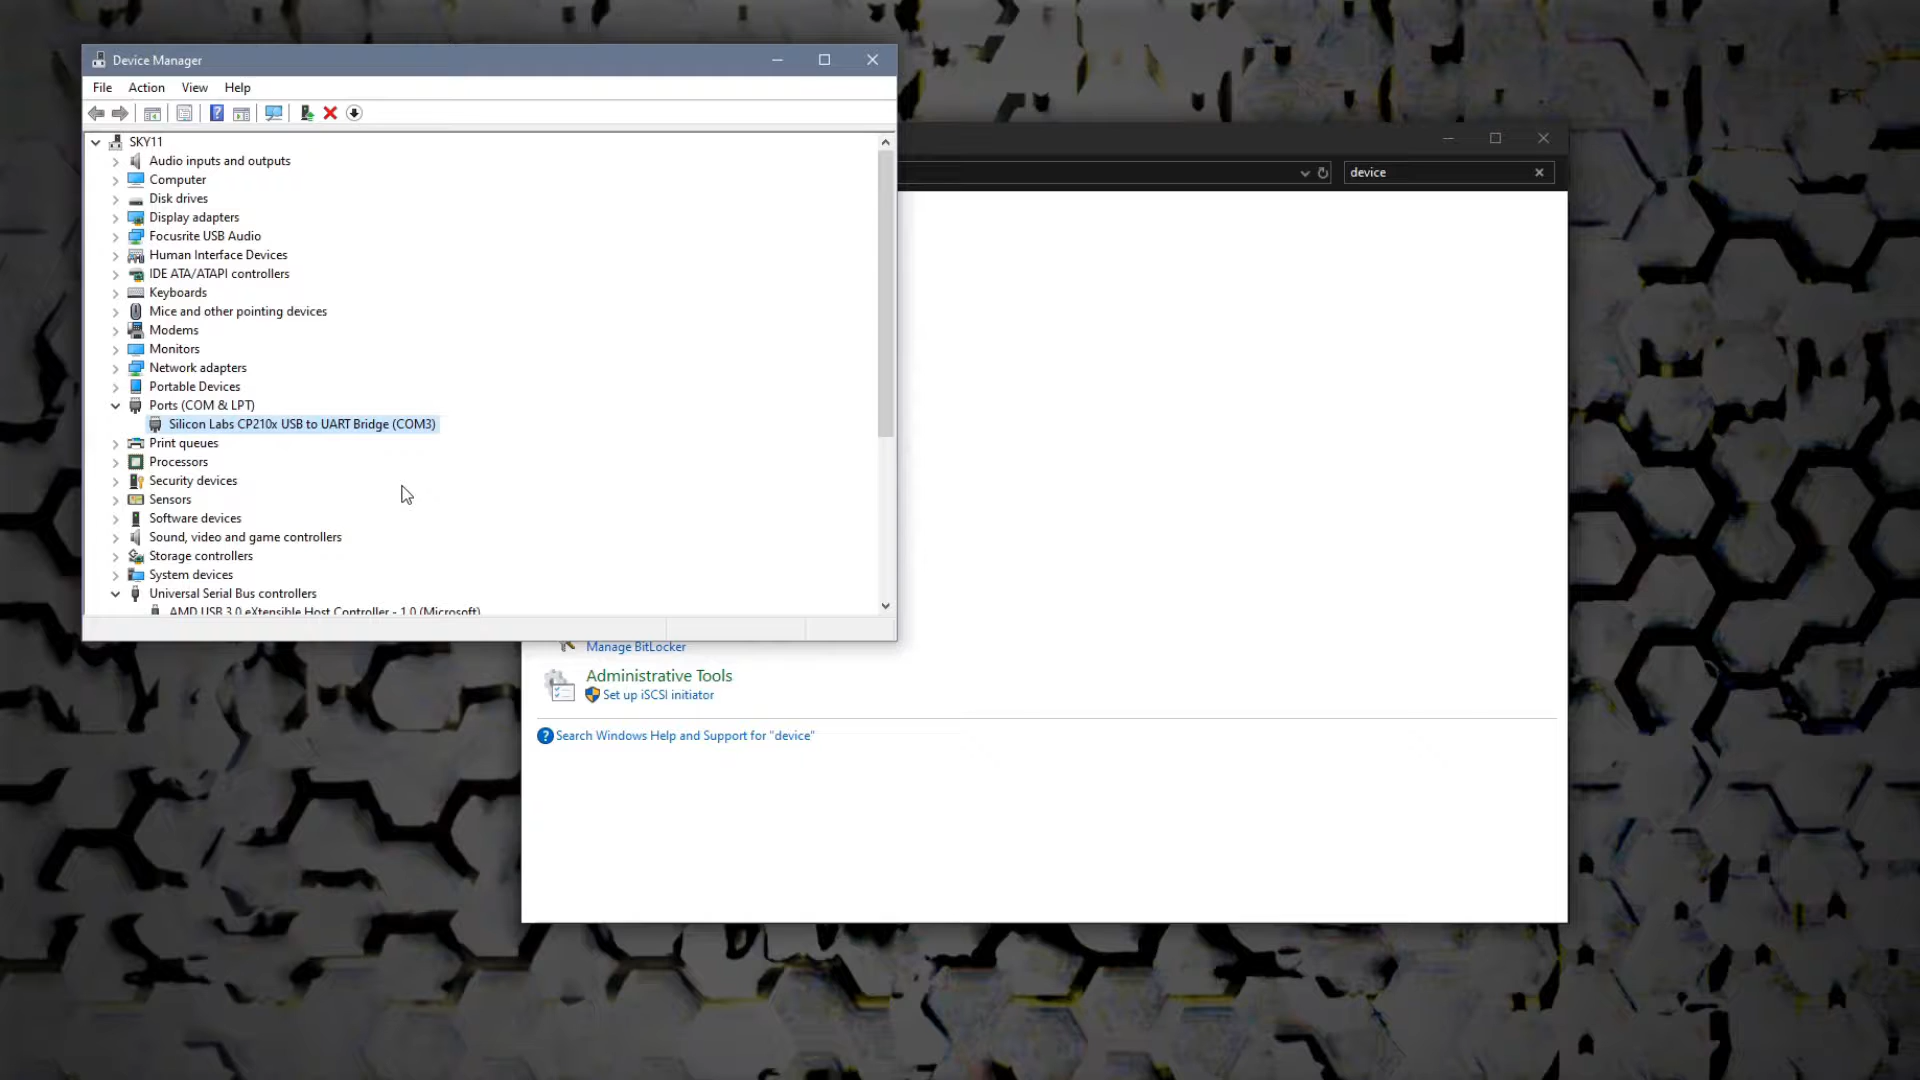 Device Manager
File Action View Help
SKY11
Audio inputs and outputs
Computer
Disk drives
Display adapters
Focusrite USB Audio
Human Interface Devices
IDE ATA/ATAPI controllers
Keyboards
Mice and other pointing devices
Modems
Monitors
Network adapters
Portable Devices
Ports (COM & LPT)
Silicon Labs CP210x USB to UART Bridge (COM3)
Print queues
Processors
Security devices
Sensors
Software devices
Sound, video and game controllers
Storage controllers
System devices
Universal Serial Bus controllers
AMD USB 3.0 eXtensible Host Controller - 1.0 (Microsoft)
device
Manage BitLocker
Administrative Tools
Set up iSCSI initiator
Search Windows Help and Support for "device"